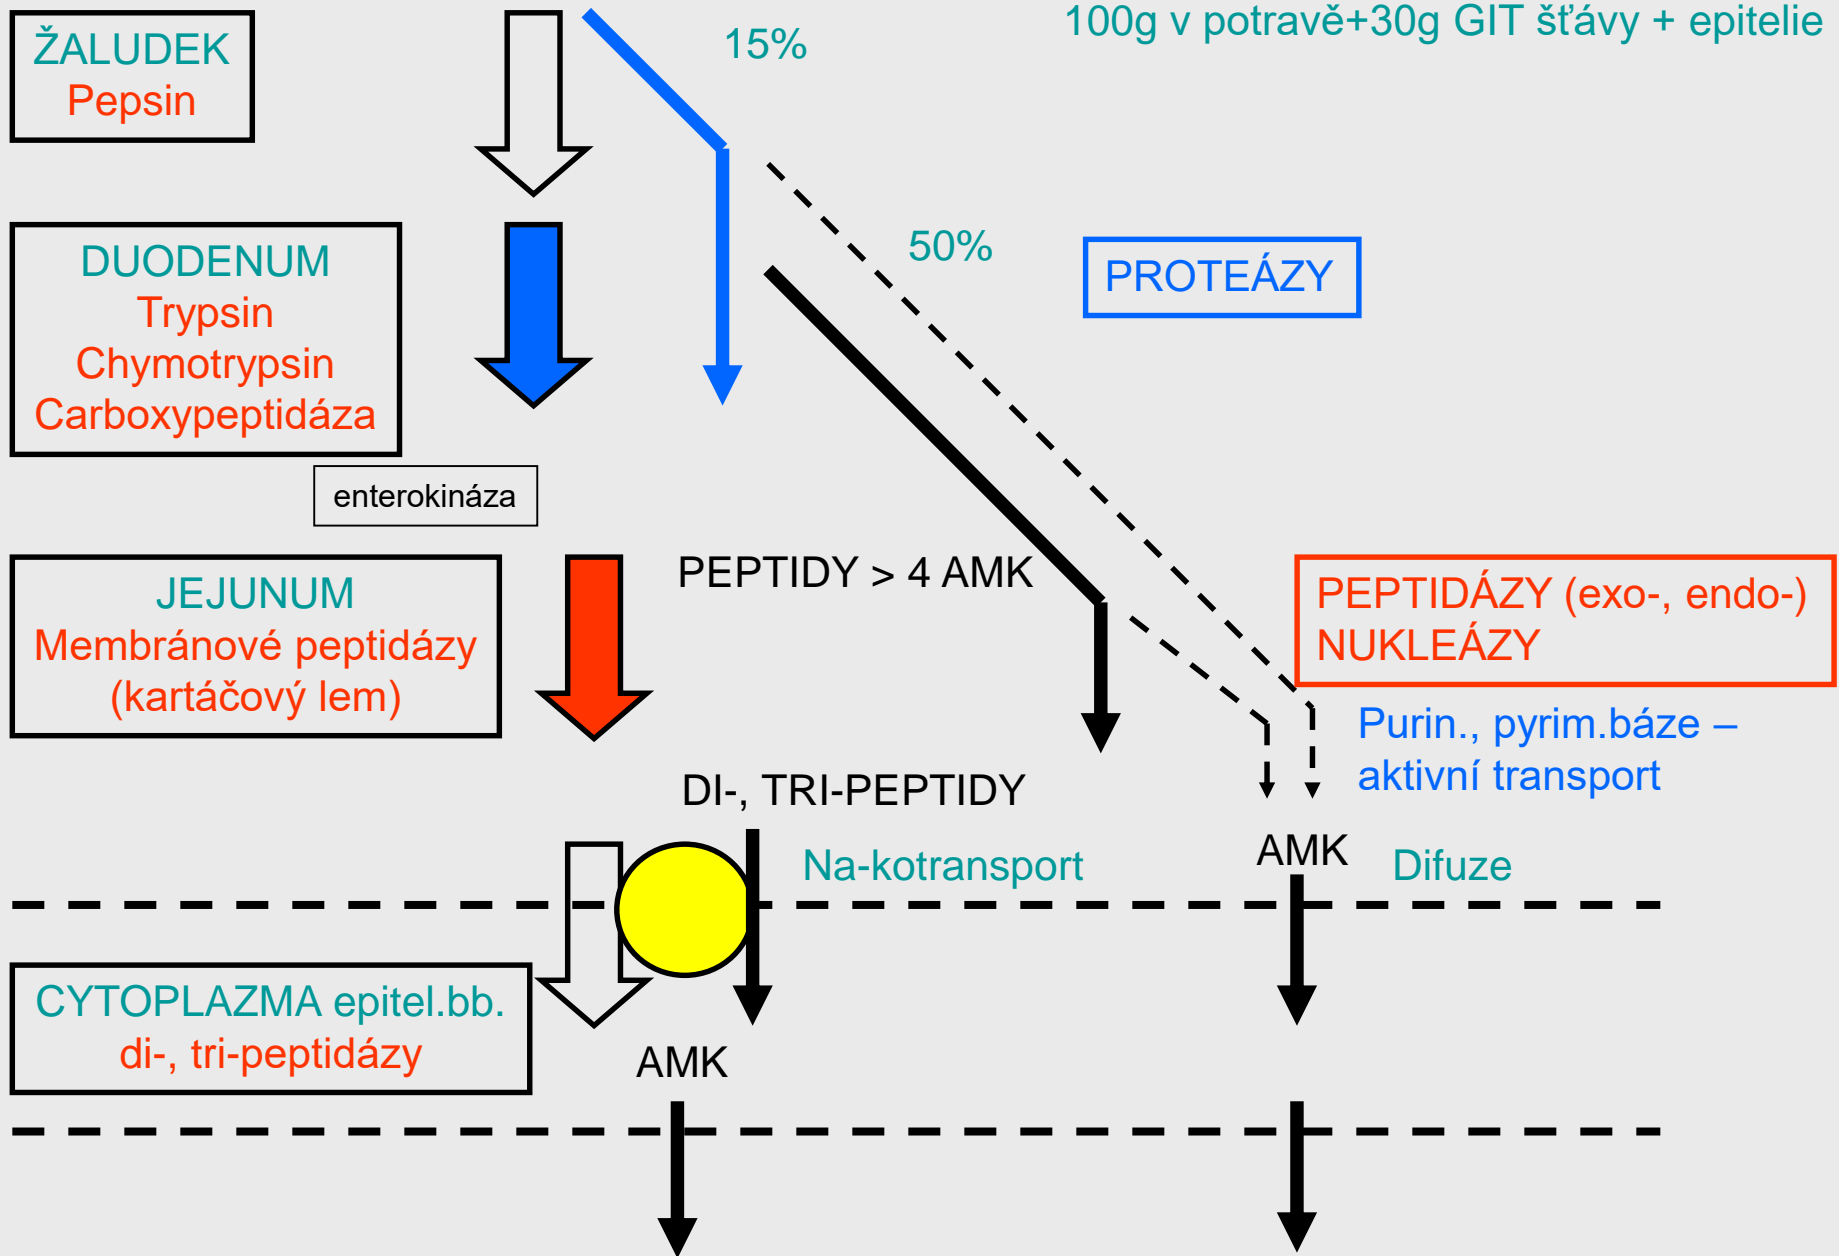 100g v potravě+30g GIT šťávy + epitelie
ŽALUDEK
Pepsin
15%
DUODENUM
Trypsin
Chymotrypsin
Carboxypeptidáza
50%
PROTEÁZY
enterokináza
JEJUNUM
Membránové peptidázy
(kartáčový lem)
PEPTIDY > 4 AMK
PEPTIDÁZY (exo-, endo-)
NUKLEÁZY
Purin., pyrim.báze –
aktivní transport
DI-, TRI-PEPTIDY
Na-kotransport
AMK
Difuze
CYTOPLAZMA epitel.bb.
di-, tri-peptidázy
AMK